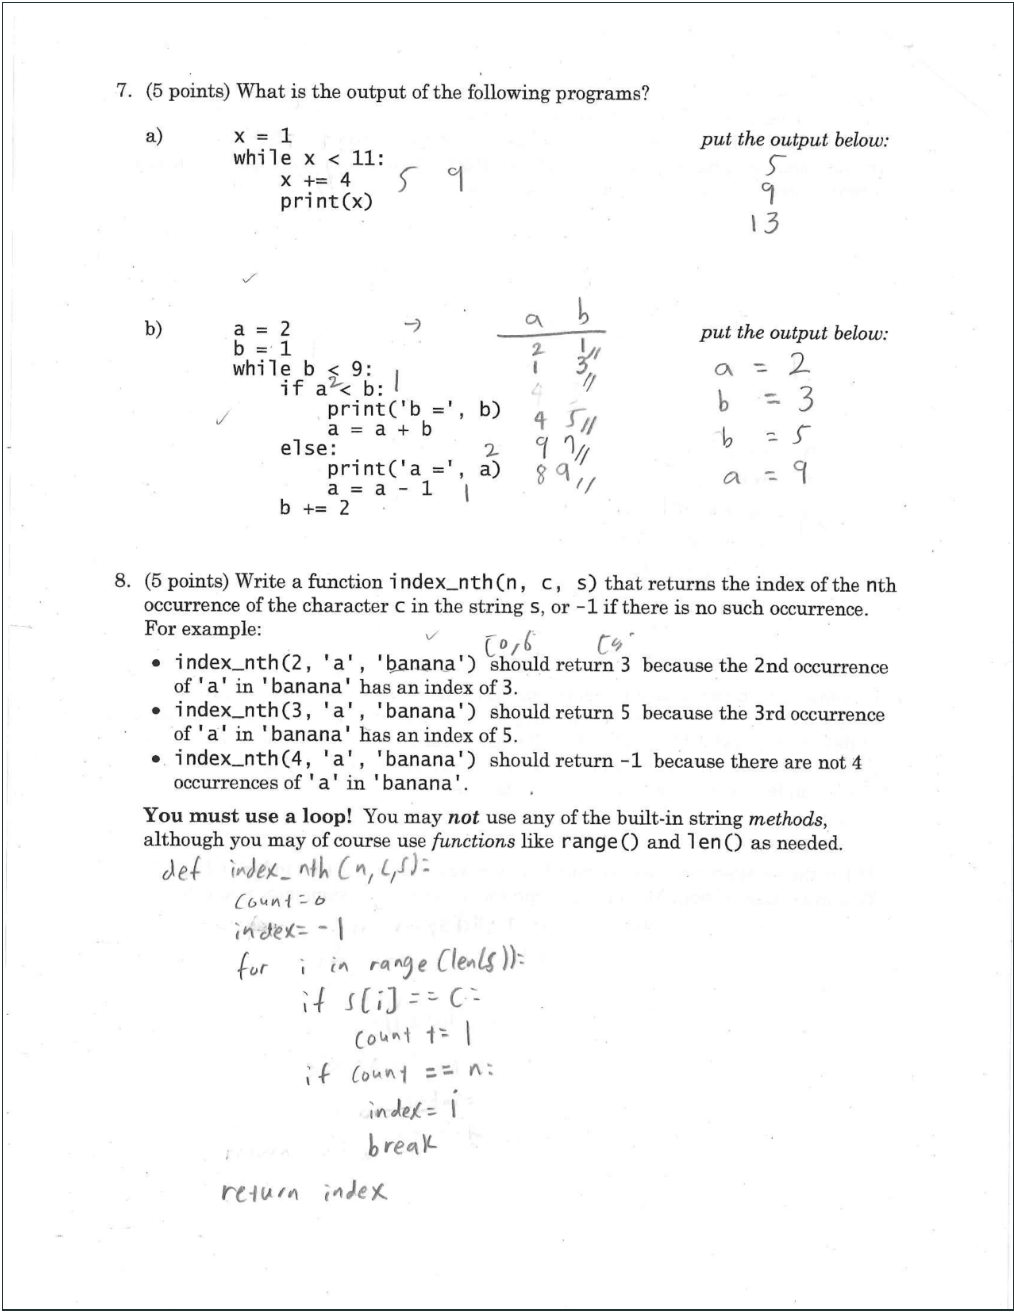 7. (5 points) What is the output of the following programs?
a) x = 1
while x < 11:
x += 4
print(x)
5 9
put the output below:
5
9
13
b) a = 2
b = 1
while b < 9:
if a < b:
print('b =', b)
a = a + b
else:
print('a =', a)
a = a - 1
b += 2
1
2
1
2
1
→
a b
2 1
1 3
4
4 5
9 7
8 9
put the output below:
a = 2
b = 3
b = 5
a = 9
8. (5 points) Write a function index_nth(n, c, s) that returns the index of the nth
occurrence of the character c in the string s, or -1 if there is no such occurrence.
For example:
• index_nth(2, 'a', 'banana') should return 3 because the 2nd occurrence
of 'a' in 'banana' has an index of 3.
• index_nth(3, 'a', 'banana') should return 5 because the 3rd occurrence
of 'a' in 'banana' has an index of 5.
• index_nth(4, 'a', 'banana') should return -1 because there are not 4
occurrences of 'a' in 'banana'.
You must use a loop! You may not use any of the built-in string methods,
although you may of course use functions like range() and len() as needed.
def index_nth (n, c, s):
count = 0
index = -1
for i in range (len(s)):
if s[i] == c:
count += 1
if count == n:
index = i
break
return index